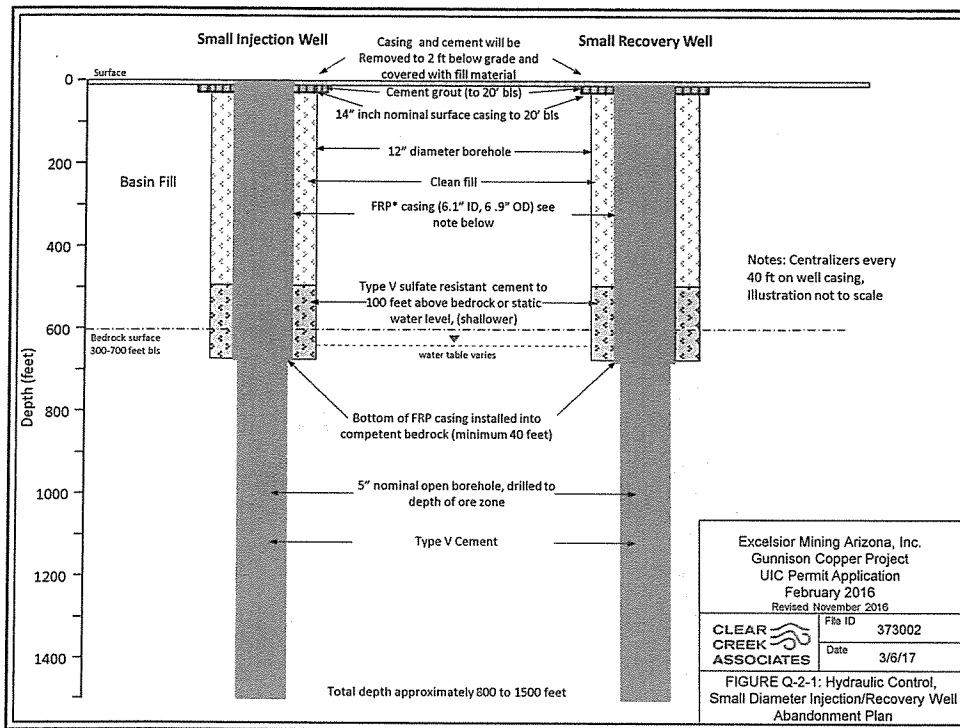 Small Injection Well
Casing and cement will be
Removed to 2 ft below grade and
covered with fill material
Small Recovery Well
Surface
Cement grout (to 20' bls)
14" inch nominal surface casing to 20' bls
12" diameter borehole
Basin Fill
Clean fill
FRP* casing (6.1" ID, 6 .9" OD) see
note below
Notes: Centralizers every
40 ft on well casing,
Illustration not to scale
Type V sulfate resistant cement to
100 feet above bedrock or static
water level, (shallower)
Bedrock surface
300-700 feet bls
water table varies
Bottom of FRP casing installed into
competent bedrock (minimum 40 feet)
5" nominal open borehole, drilled to
depth of ore zone
Type V Cement
Total depth approximately 800 to 1500 feet
Depth (feet)
0
200
400
600
800
1000
1200
1400
Excelsior Mining Arizona, Inc.
Gunnison Copper Project
UIC Permit Application
February 2016
Revised November 2016
CLEAR
CREEK
ASSOCIATES
File ID
373002
Date
3/6/17
FIGURE Q-2-1: Hydraulic Control,
Small Diameter Injection/Recovery Well
Abandonment Plan